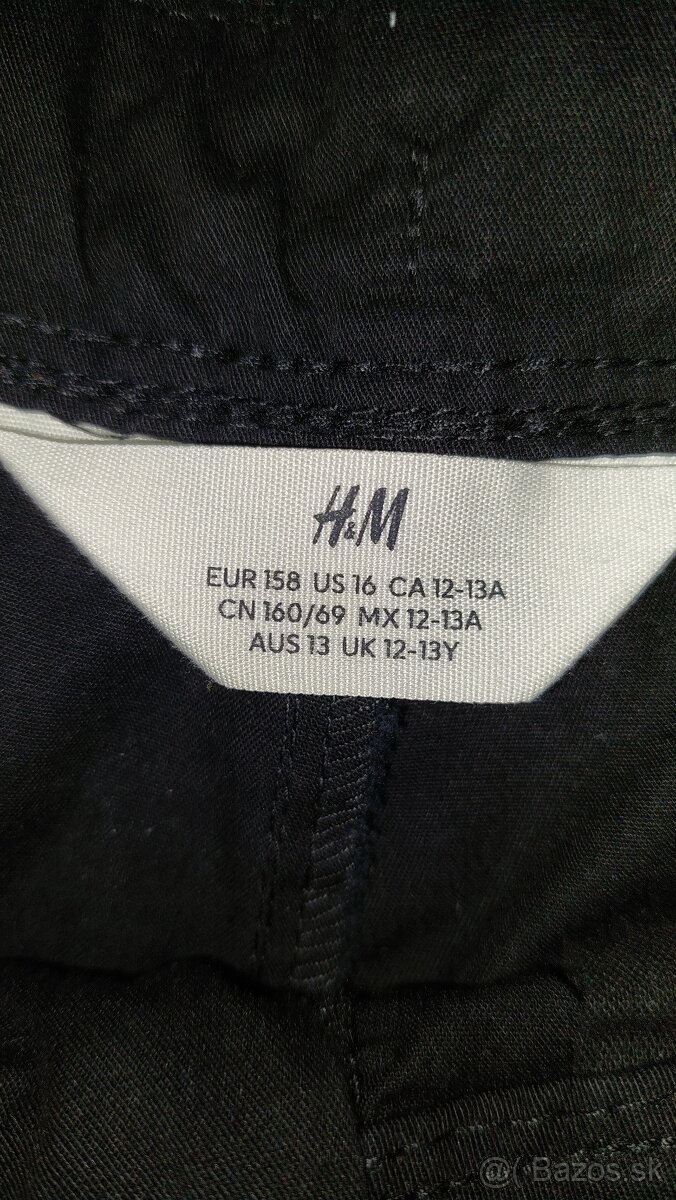 H&M
EUR 158 US 16 CA 12-13A
CN 160/69 MX 12-13A
AUS 13 UK 12-13Y
@( Bazos.sk